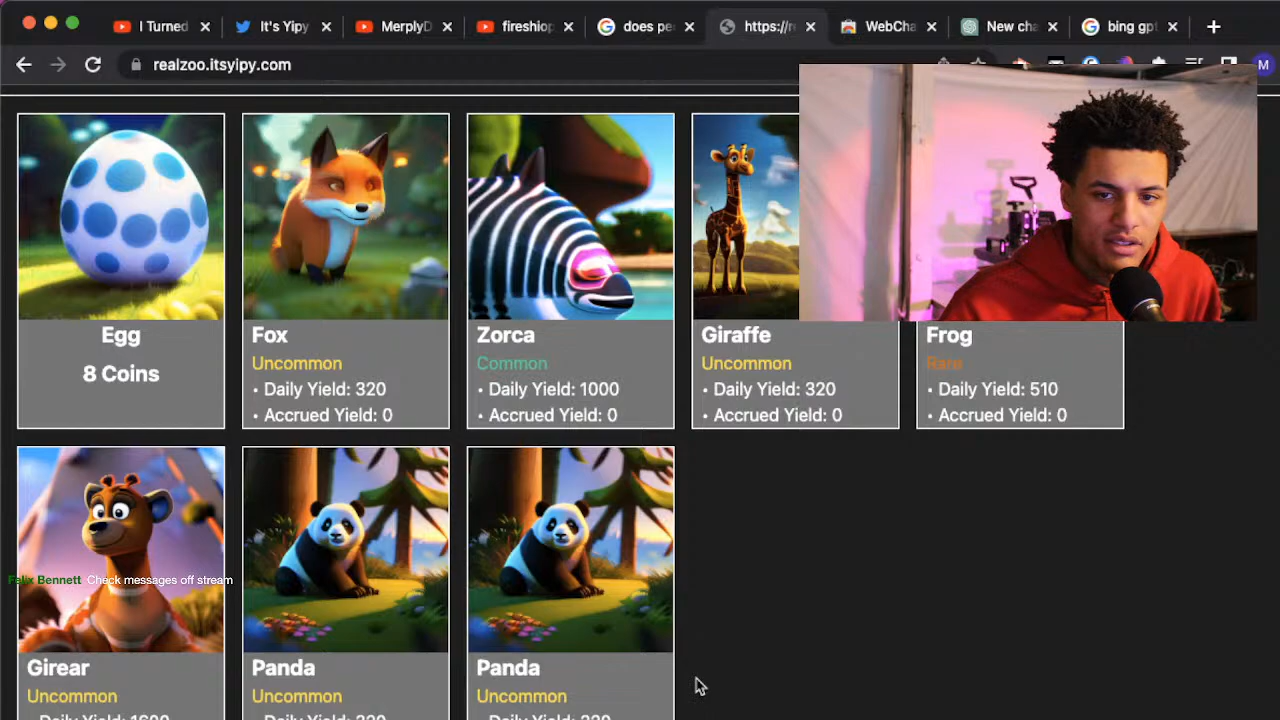 I Turned
It's Yipy
MerplyD
fireship
does pe
https://r
WebCha
New cha
bing gpt
realzoo.itsyipy.com
M
Egg
8 Coins
Fox
Uncommon
• Daily Yield: 320
• Accrued Yield: 0
Zorca
Common
• Daily Yield: 1000
• Accrued Yield: 0
Giraffe
Uncommon
• Daily Yield: 320
• Accrued Yield: 0
Frog
Rare
• Daily Yield: 510
• Accrued Yield: 0
Felix Bennett Check messages off stream
Girear
Uncommon
Panda
Uncommon
Panda
Uncommon